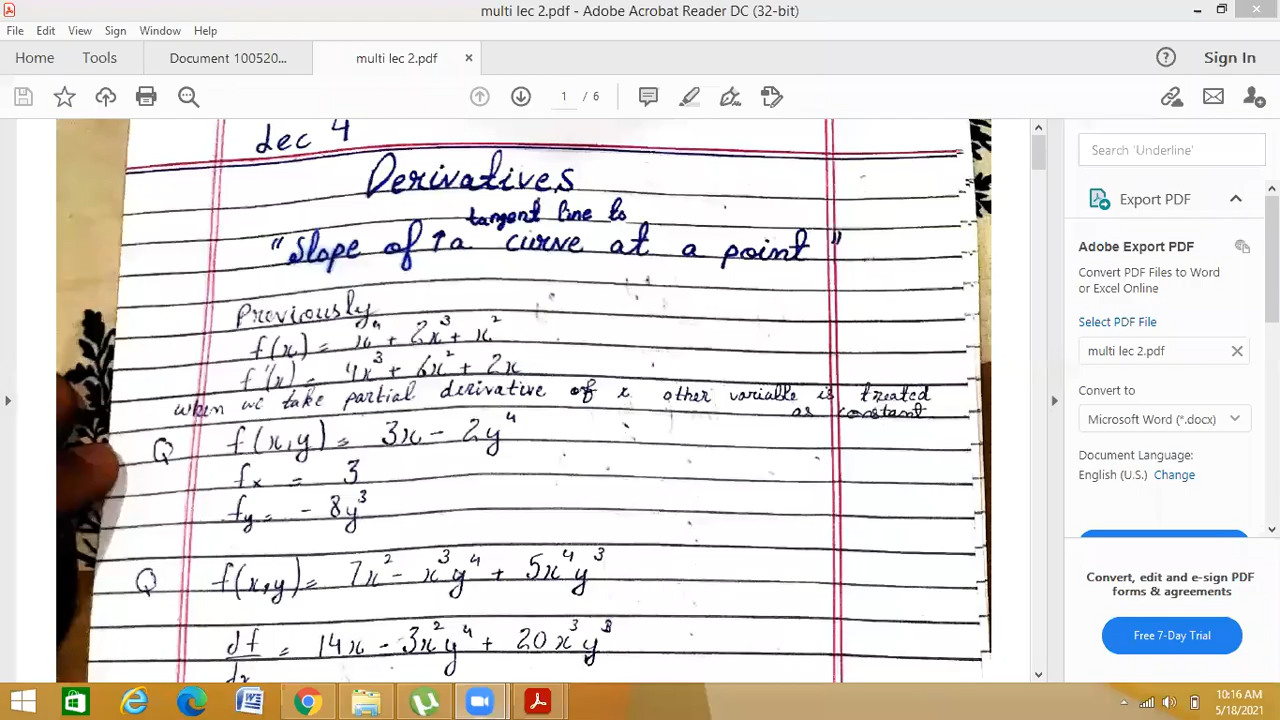 multi lec 2.pdf - Adobe Acrobat Reader DC (32-bit)
File Edit View Sign Window Help
Home Tools Document 100520... multi lec 2.pdf × Sign In
1 / 6
Lec 4
Derivatives
tangent line to
"Slope of ↑a curve at a point"
Previously
f(x) = x⁴ + 2x³ + x²
f'(x) = 4x³ + 6x² + 2x
when we take partial derivative of x other variable is treated
as constant
Q f(x,y) = 3x - 2y⁴
fx = 3
fy = - 8y³
Q f(x,y) = 7x² - x³y⁴ + 5x⁴y³
df = 14x - 3x²y⁴ + 20x³y³
dx
Search 'Underline'
Export PDF
Adobe Export PDF
Convert PDF Files to Word
or Excel Online
Select PDF File
multi lec 2.pdf ×
Convert to
Microsoft Word (*.docx)
Document Language:
English (U.S.) Change
Convert, edit and e-sign PDF
forms & agreements
Free 7-Day Trial
10:16 AM
5/18/2021